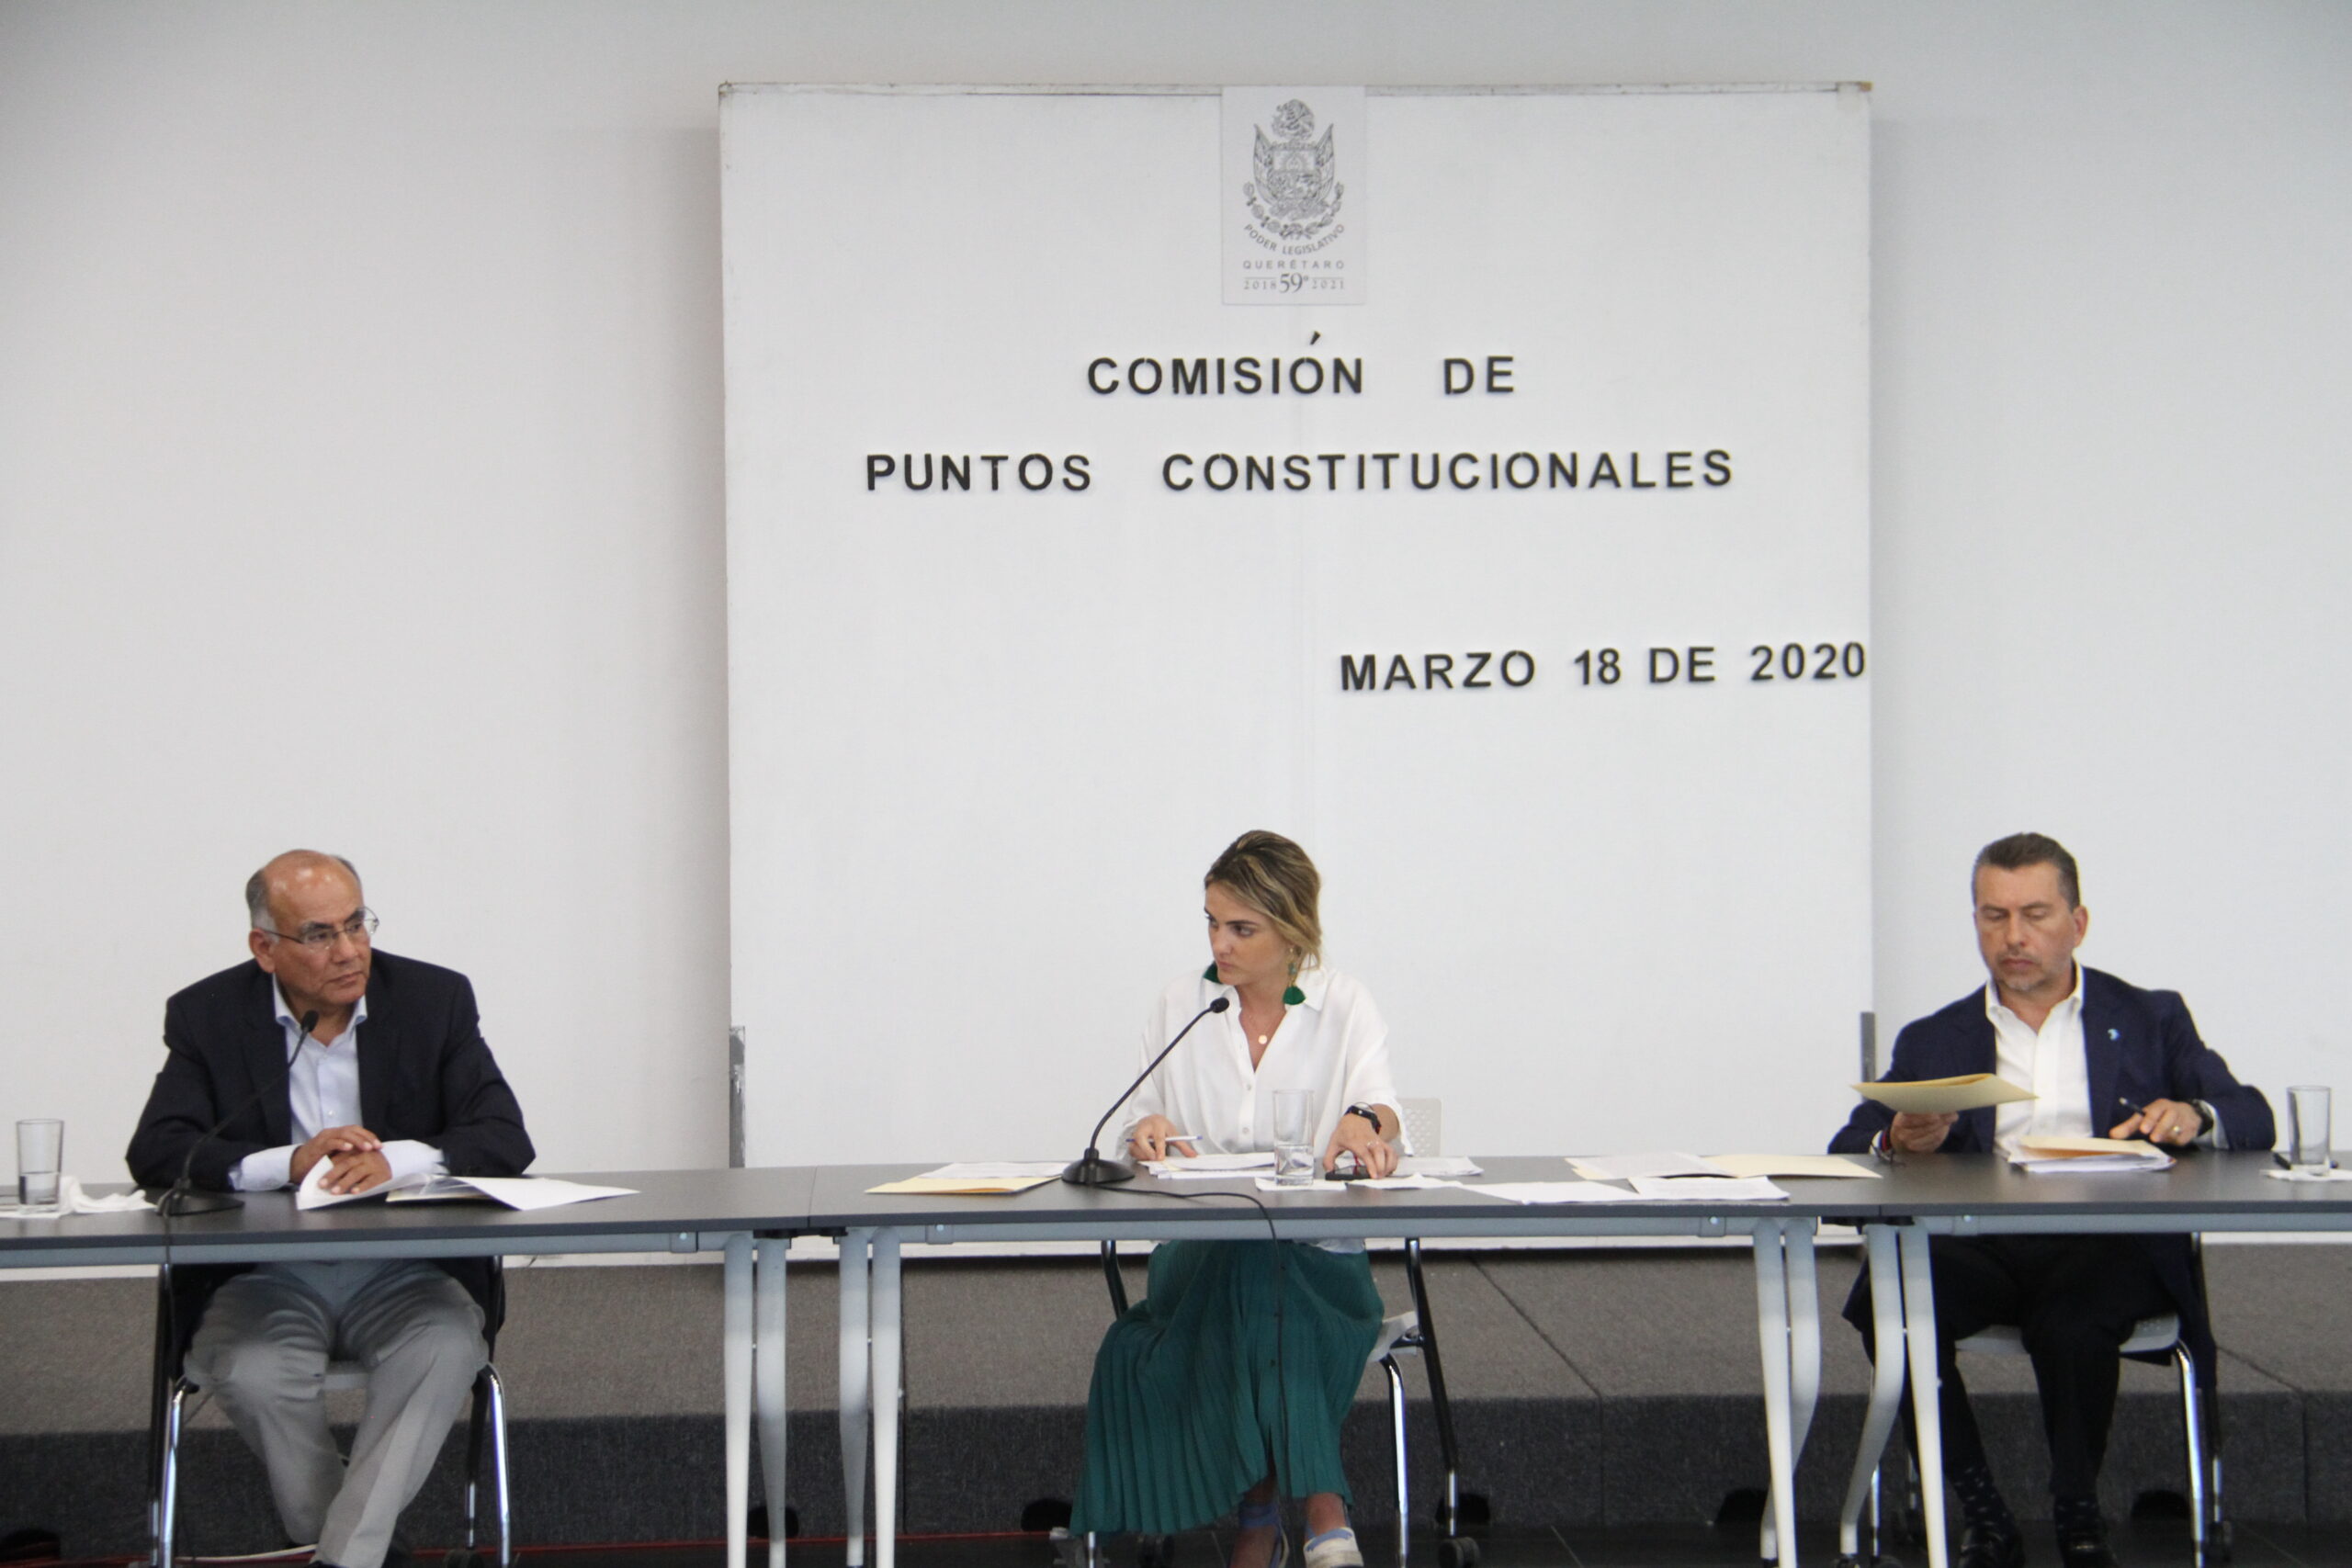 PODER LEGISLATIVO
QUERÉTARO
2018 59ª 2021
COMISIÓN DE
PUNTOS CONSTITUCIONALES
MARZO 18 DE 2020